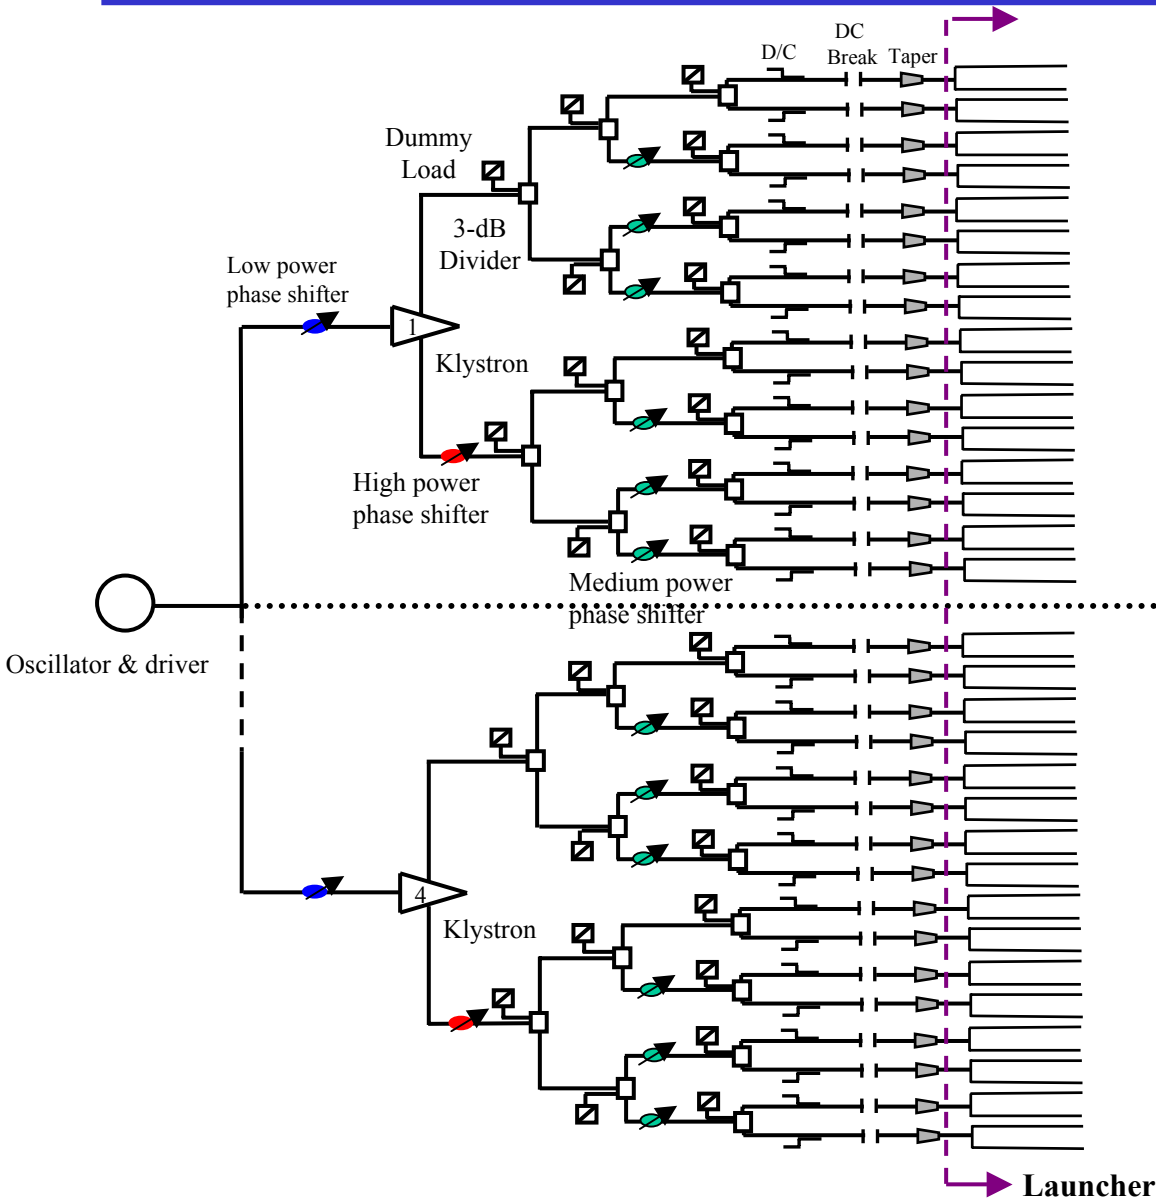 DC
D/C
Break
Taper
Dummy
Load
3-dB
Divider
Low power
phase shifter
1
Klystron
High power
phase shifter
Medium power
phase shifter
Oscillator & driver
4
Klystron
Launcher